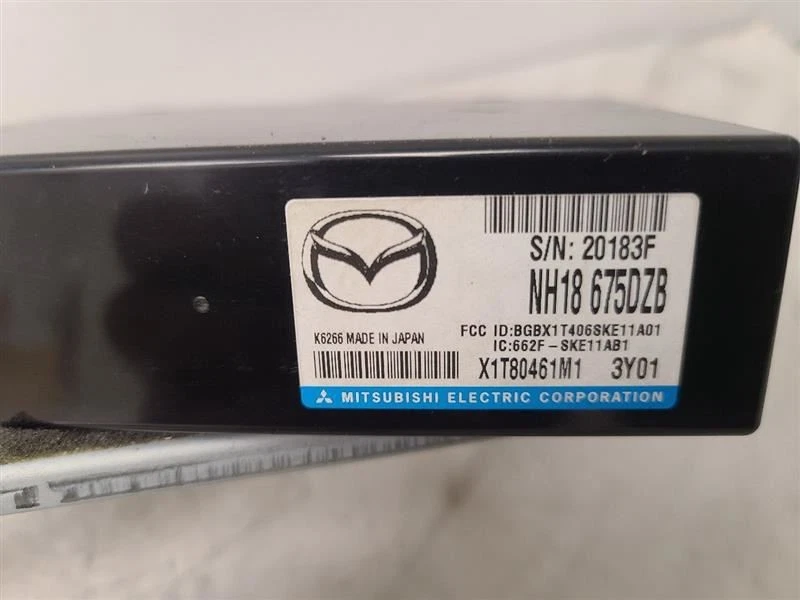 S/N: 20183F
NH18 675DZB
FCC ID:BGBX1T406SKE11A01
K6266 MADE IN JAPAN
IC:662F-SKE11AB1
X1T80461M1 3Y01
MITSUBISHI ELECTRIC CORPORATION